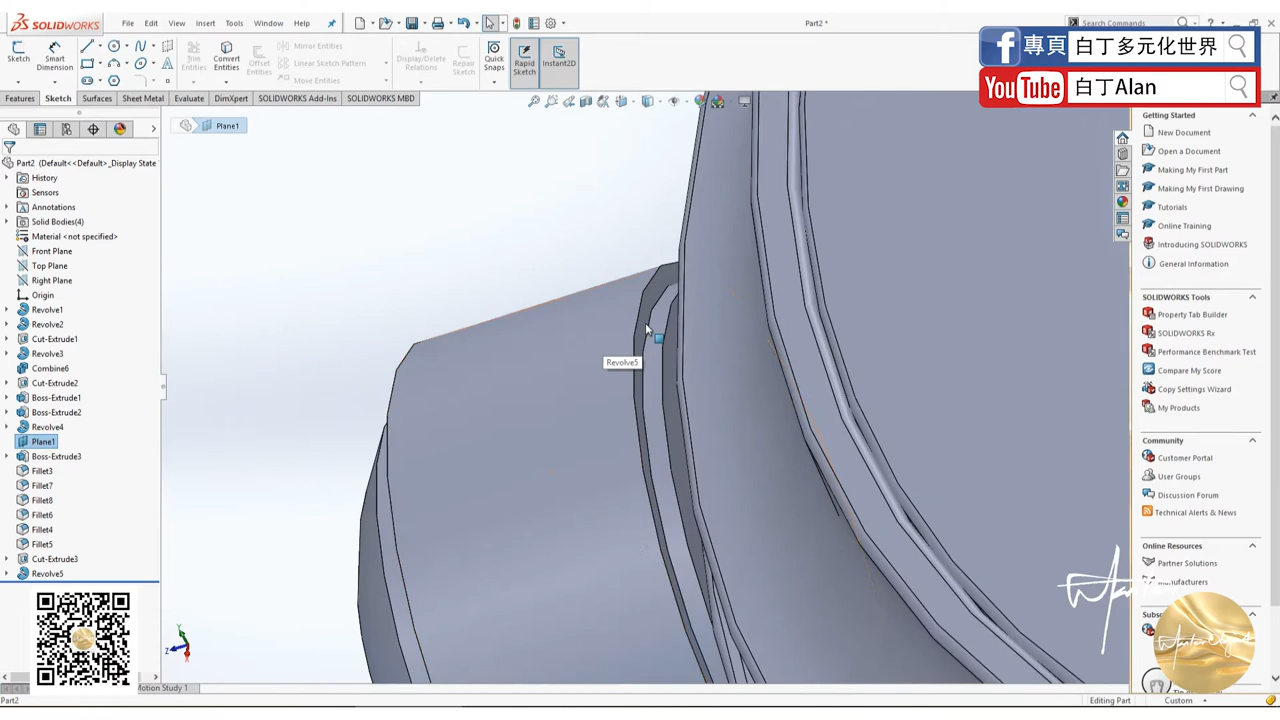 SOLIDWORKS
File
Edit
View
Insert
Tools
Window
Help
Part2 *
Search Commands
專頁 白丁多元化世界
YouTube 白丁Alan
Sketch
Smart Dimension
Trim Entities
Convert Entities
Offset Entities
Mirror Entities
Linear Sketch Pattern
Move Entities
Display/Delete Relations
Repair Sketch
Quick Snaps
Rapid Sketch
Instant2D
Features
Sketch
Surfaces
Sheet Metal
Evaluate
DimXpert
SOLIDWORKS Add-Ins
SOLIDWORKS MBD
Plane1
Part2 (Default<<Default>_Display State
History
Sensors
Annotations
Solid Bodies(4)
Material <not specified>
Front Plane
Top Plane
Right Plane
Origin
Revolve1
Revolve2
Cut-Extrude1
Revolve3
Combine6
Cut-Extrude2
Boss-Extrude1
Boss-Extrude2
Revolve4
Plane1
Boss-Extrude3
Fillet3
Fillet7
Fillet8
Fillet6
Fillet4
Fillet5
Cut-Extrude3
Revolve5
Revolve5
Getting Started
New Document
Open a Document
Making My First Part
Making My First Drawing
Tutorials
Online Training
Introducing SOLIDWORKS
General Information
SOLIDWORKS Tools
Property Tab Builder
SOLIDWORKS Rx
Performance Benchmark Test
Compare My Score
Copy Settings Wizard
My Products
Community
Customer Portal
User Groups
Discussion Forum
Technical Alerts & News
Online Resources
Partner Solutions
Motion Study 1
Part2
Editing Part
Custom